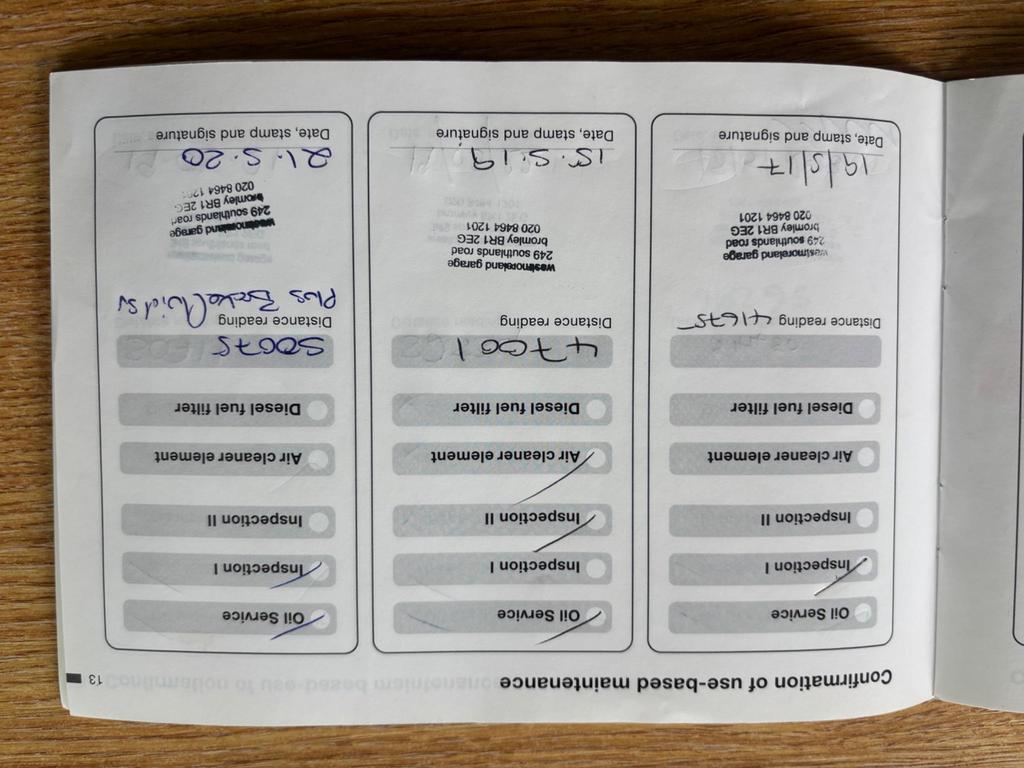 Confirmation of use-based maintenance
13
Oil Service
Inspection I
Inspection II
Air cleaner element
Diesel fuel filter
Distance reading 41675
westmoreland garage
249 southlands road
bromley BR1 2EG
020 8464 1201
19/5/17
Date, stamp and signature
Oil Service
Inspection I
Inspection II
Air cleaner element
Diesel fuel filter
47001
Distance reading
westmoreland garage
249 southlands road
bromley BR1 2EG
020 8464 1201
15.5.19
Date, stamp and signature
Oil Service
Inspection I
Inspection II
Air cleaner element
Diesel fuel filter
Distance reading
Plus
westmoreland garage
249 southlands road
bromley BR1 2EG
020 8464 1201
21.5.20
Date, stamp and signature